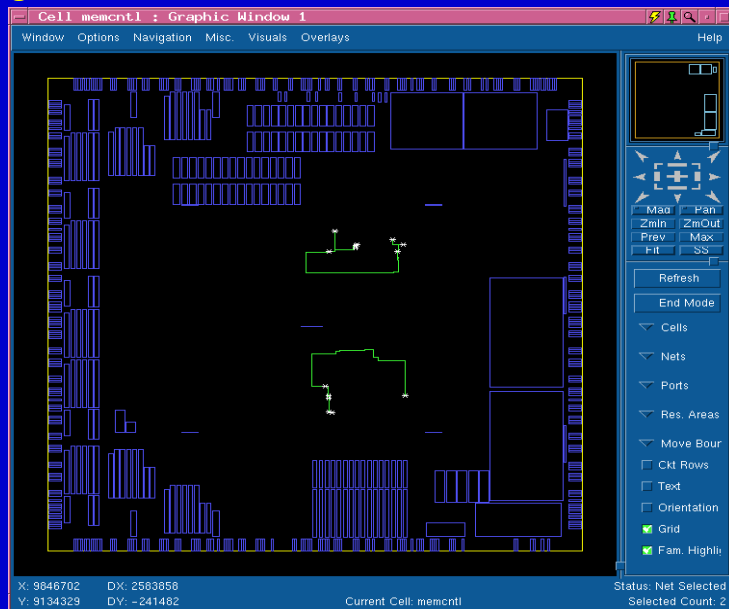 Cell memcntl : Graphic Window 1
Window Options Navigation Misc. Visuals Overlays Help
Mag Pan
ZmIn ZmOut
Prev Max
Fit SS
Refresh
End Mode
Cells
Nets
Ports
Res. Areas
Move Bour
Ckt Rows
Text
Orientation
Grid
Fam. Highli
X: 9846702 DX: 2583858 Status: Net Selected
Y: 9134329 DY: -241482 Current Cell: memcntl Selected Count: 2